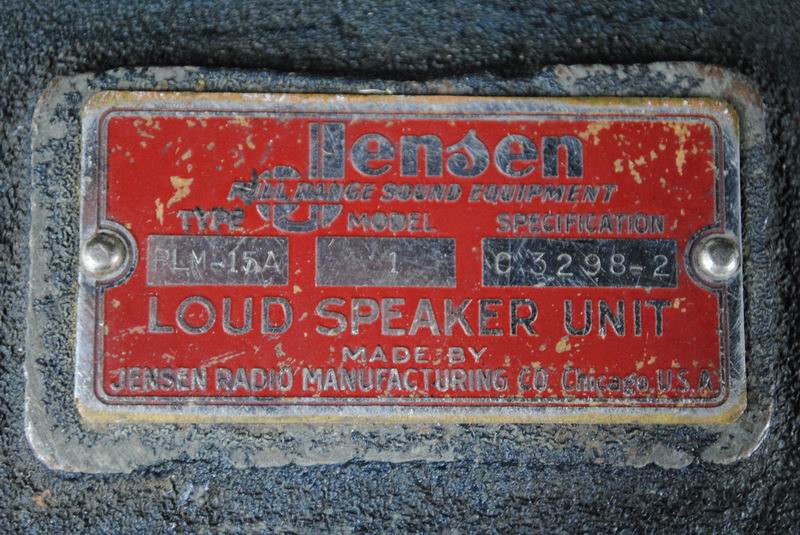 Jensen
FULL RANGE SOUND EQUIPMENT
TYPE MODEL SPECIFICATION
PLM-15A 1 C 3298-2
LOUD SPEAKER UNIT
MADE BY
JENSEN RADIO MANUFACTURING CO. Chicago, U.S.A.